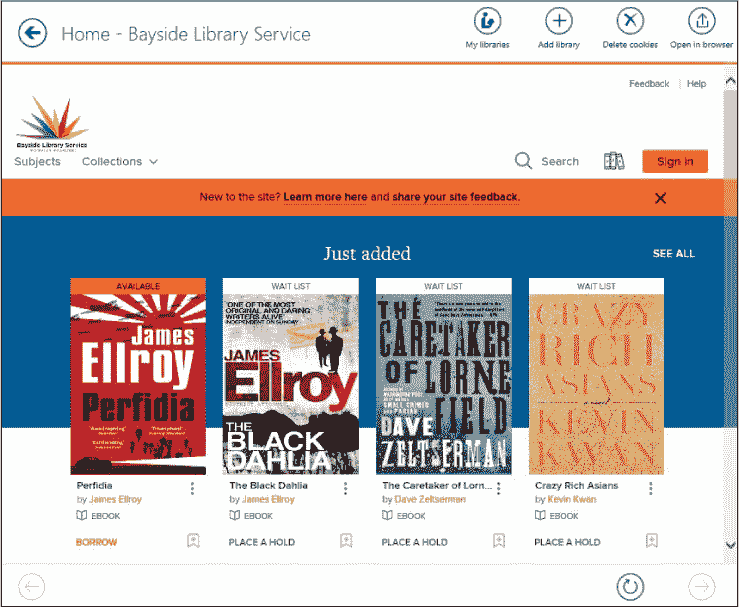 Home - Bayside Library Service
My libraries
Add library
Delete cookies
Open in browser
Feedback
Help
Bayside Library Service
Subjects
Collections
Search
Sign in
New to the site? Learn more here and share your site feedback.
Just added
SEE ALL
AVAILABLE
James
Ellroy
Perfidia
WAIT LIST
'ONE OF THE MOST
ORIGINAL AND DARING
WRITERS ALIVE'
INDEPENDENT ON SUNDAY
JAMES
Ellroy
THE
BLACK
DAHLIA
WAIT LIST
THE
CARETAKER
OF LORNE
FIELD
DAVE
ZELTSERMAN
WAIT LIST
CRAZY
RICH
ASIANS
KEVIN
KWAN
Perfidia
by James Ellroy
EBOOK
BORROW
The Black Dahlia
by James Ellroy
EBOOK
PLACE A HOLD
The Caretaker of Lorn...
by Dave Zeltserman
EBOOK
PLACE A HOLD
Crazy Rich Asians
by Kevin Kwan
EBOOK
PLACE A HOLD